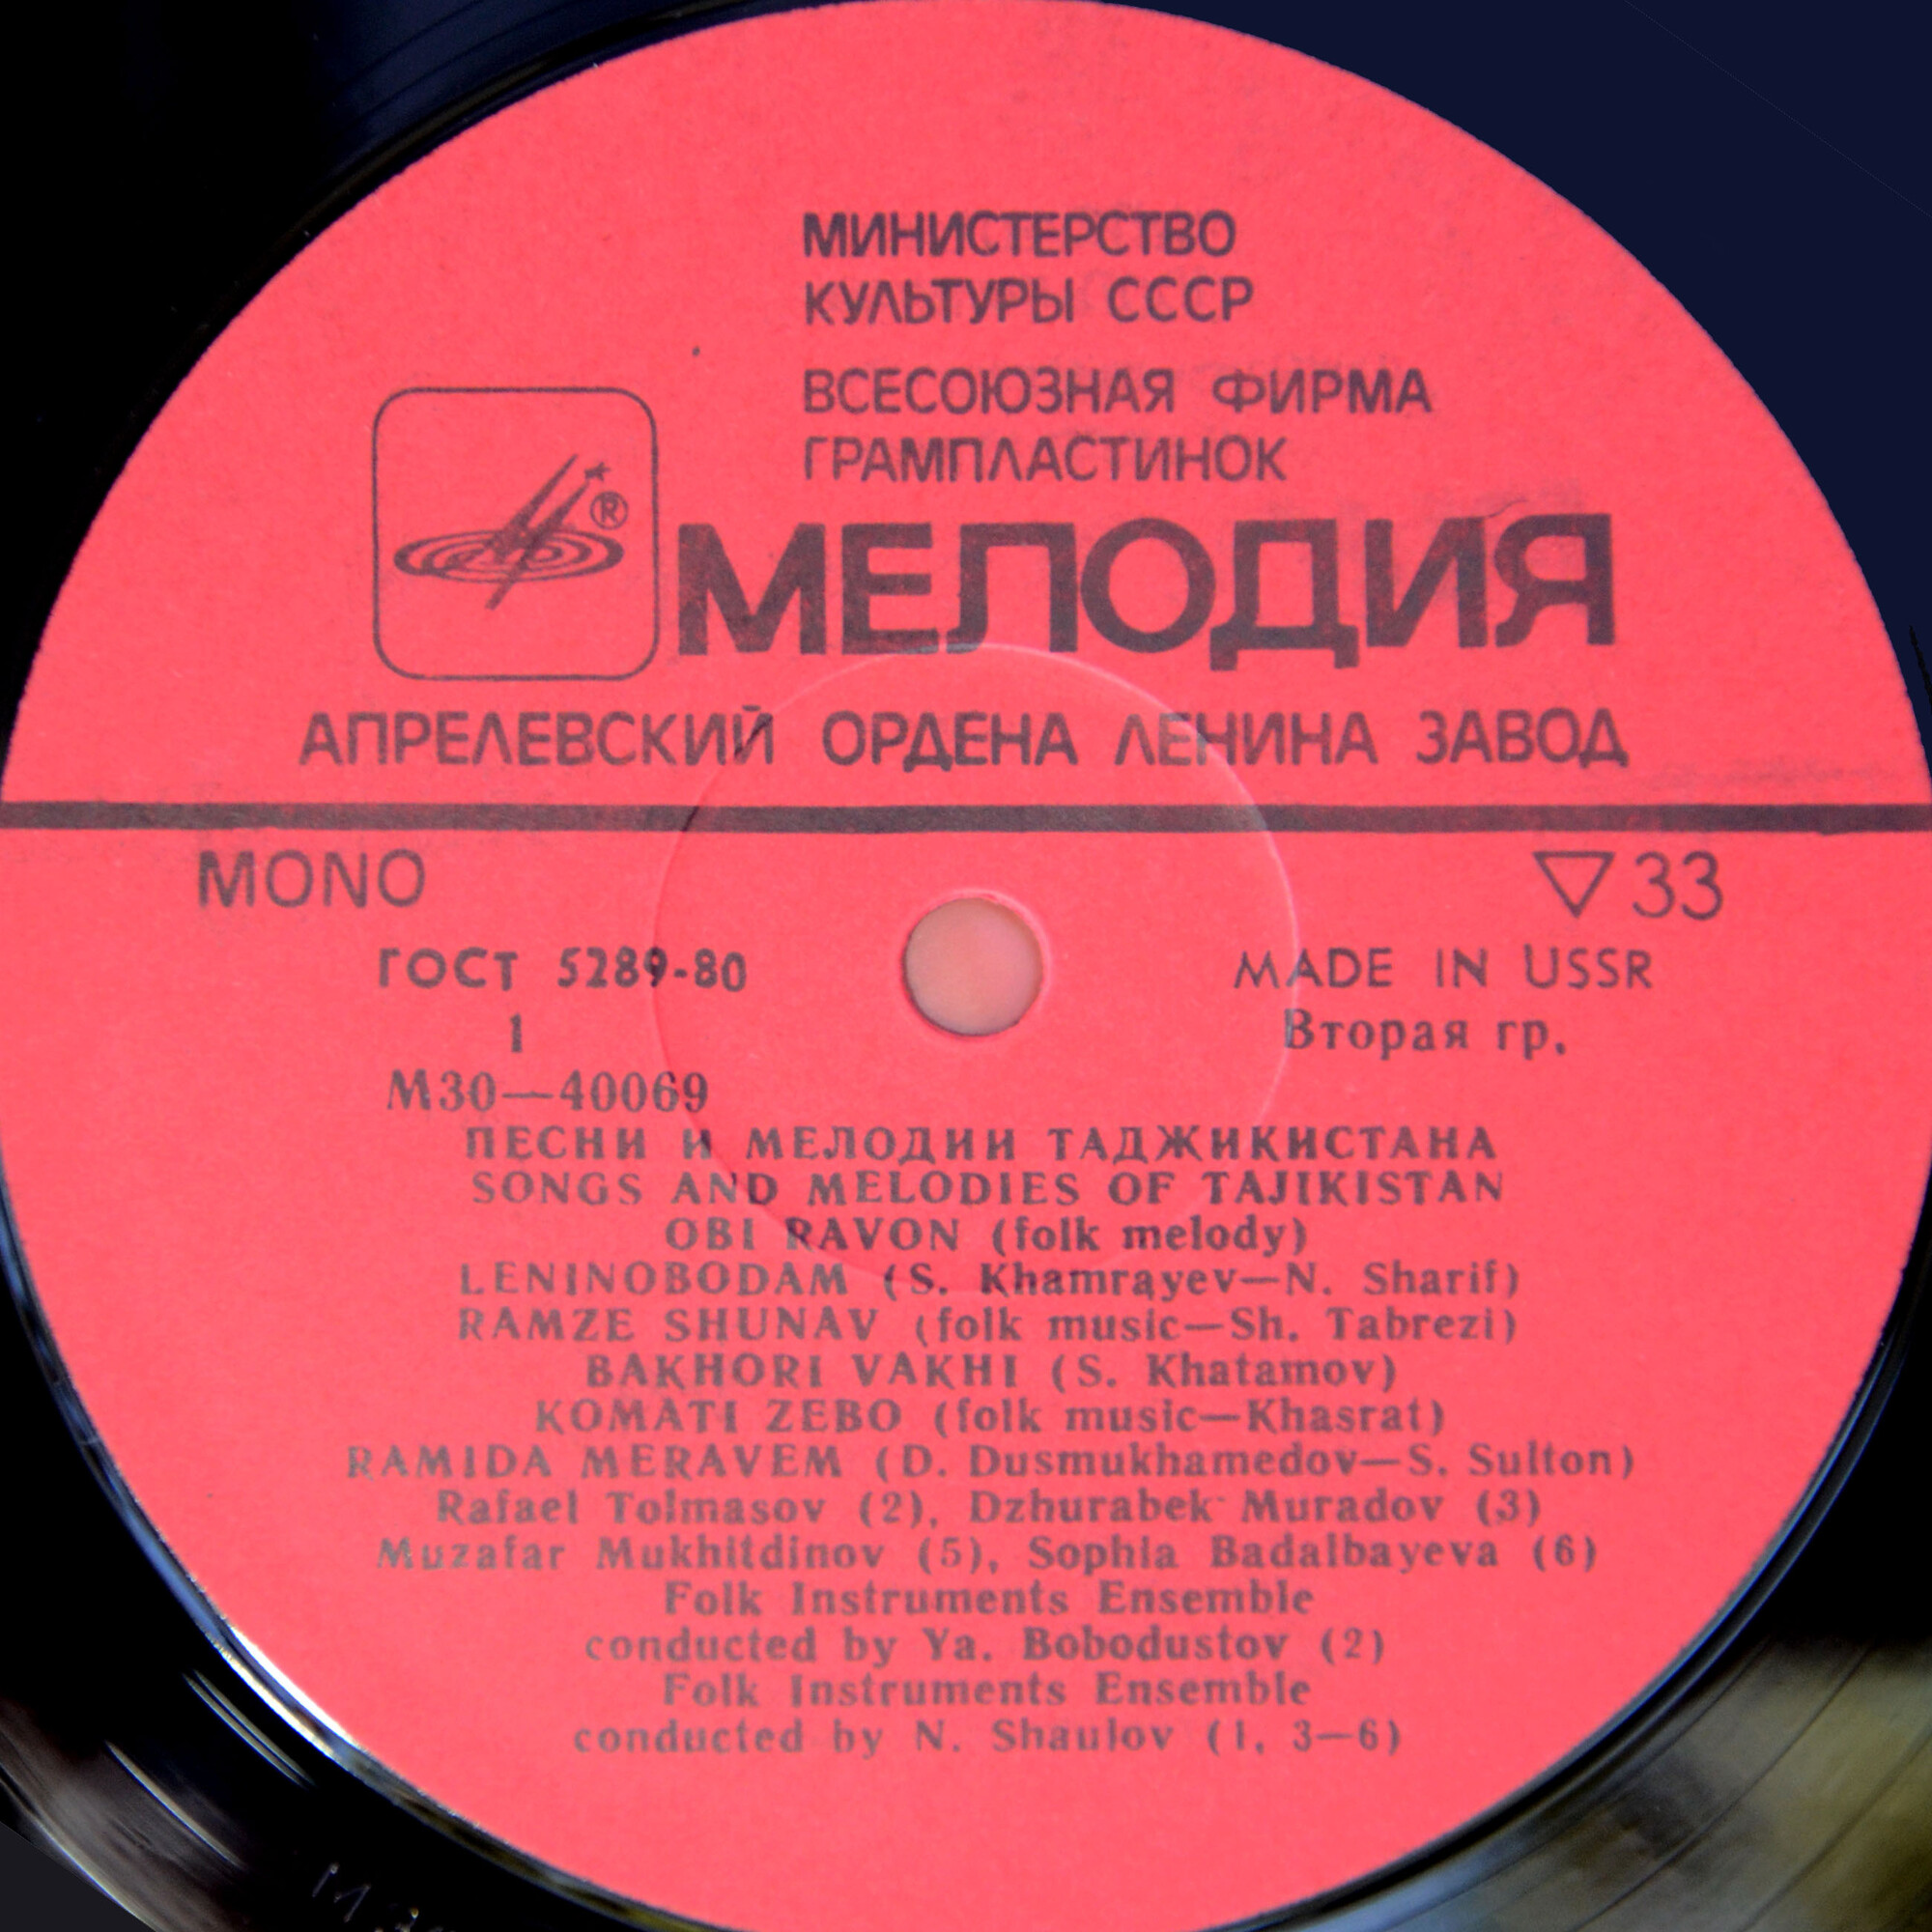 МИНИСТЕРСТВО
КУЛЬТУРЫ СССР
ВСЕСОЮЗНАЯ ФИРМА
ГРАМПЛАСТИНОК
®
МЕЛОДИЯ
АПРЕЛЕВСКИЙ ОРДЕНА ЛЕНИНА ЗАВОД
MONO ▽33
ГОСТ 5289-80 MADE IN USSR
1 Вторая гр.
М30—40069
ПЕСНИ И МЕЛОДИИ ТАДЖИКИСТАНА
SONGS AND MELODIES OF TAJIKISTAN
OBI RAVON (folk melody)
LENINOBODAM (S. Khamrayev—N. Sharif)
RAMZE SHUNAV (folk music—Sh. Tabrezi)
BAKHORI VAKHI (S. Khatamov)
KOMATI ZEBO (folk music—Khasrat)
RAMIDA MERAVEM (D. Dusmukhamedov—S. Sulton)
Rafael Tolmasov (2), Dzhurabek Muradov (3)
Muzafar Mukhitdinov (5), Sophia Badalbayeva (6)
Folk Instruments Ensemble
conducted by Ya. Bobodustov (2)
Folk Instruments Ensemble
conducted by N. Shaulov (1, 3—6)